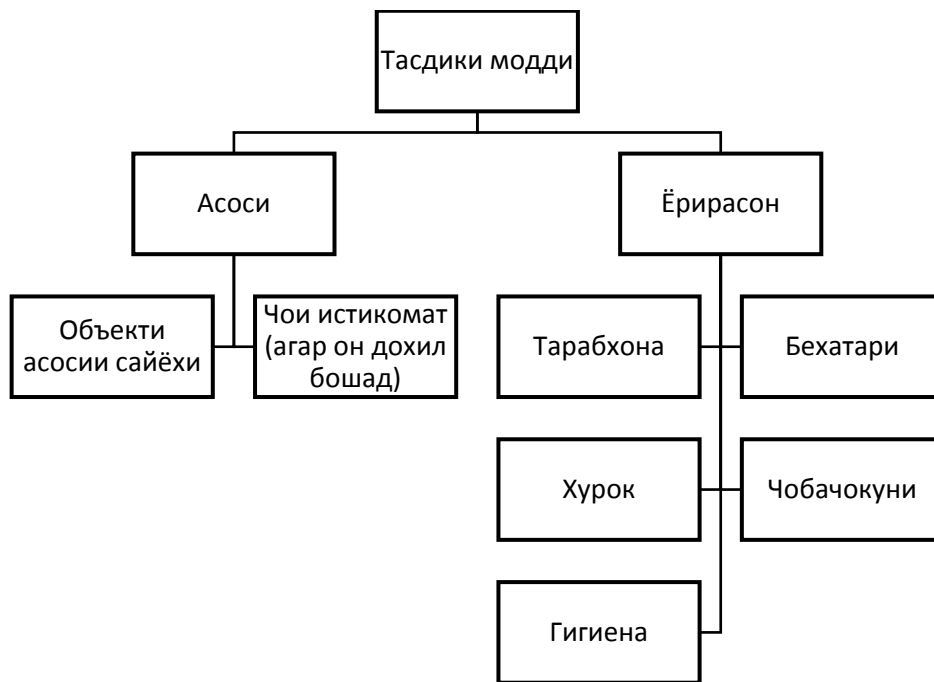 Тасдики модди
Асоси
Ёрирасон
Объекти
асосии сайёхи
Чои истикомат
(агар он дохил
бошад)
Тарабхона
Бехатари
Хурок
Чобачокуни
Гигиена